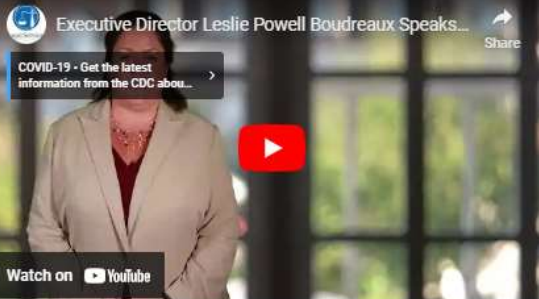 Executive Director Leslie Powell Boudreaux Speaks...
Share
COVID-19 - Get the latest
information from the CDC abou...
Watch on YouTube